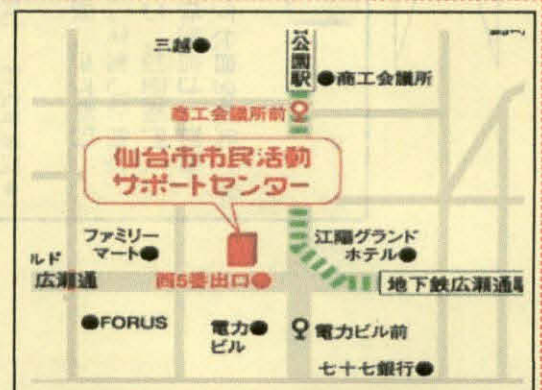 三越●
公園駅
●商工会議所
商工会議所前
仙台市市民活動
サポートセンター
ファミリー
マート●
江陽グランド
ホテル●
ルド
広瀬通
西5番出口●
地下鉄広瀬通
●FORUS
電力●
ビル
電力ビル前
七十七銀行●